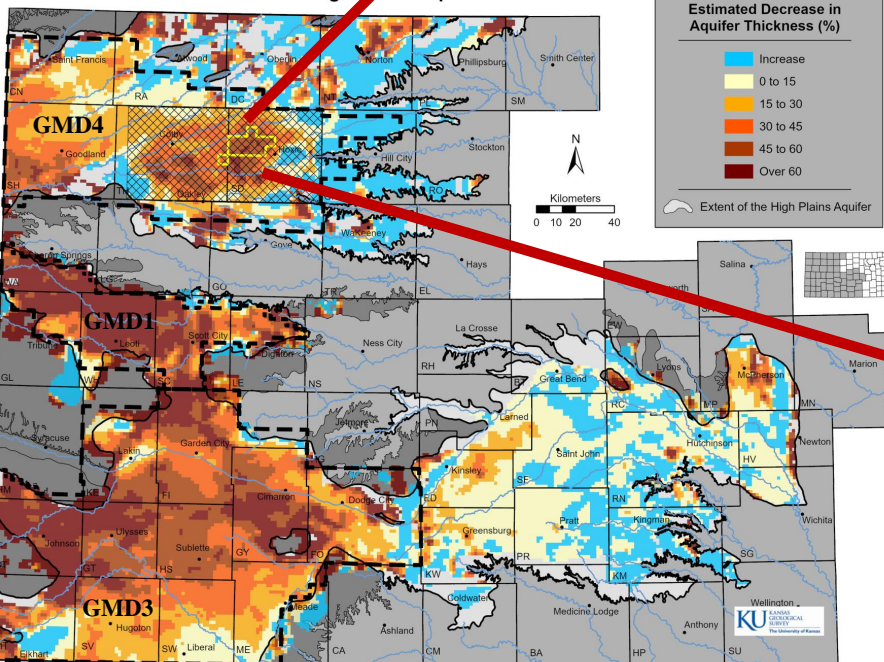 Estimated Decrease in
Aquifer Thickness (%)
Increase
0 to 15
15 to 30
30 to 45
45 to 60
Over 60
Extent of the High Plains Aquifer
N
Kilometers
0 10 20 40
Saint Francis
Atwood
Oberlin
Norton
Phillipsburg
Smith Center
CN
RA
DC
NT
PL
SM
GMD4
Colby
Hoxie
Goodland
Hill City
Stockton
SH
Oakley
SD
RO
Gove
WaKeeney
Hays
Springs
GO
TR
EL
WA
Salina
GMD1
Scott City
Tribune
Leoti
Dighton
Ness City
La Crosse
Great Bend
Lyons
McPherson
Marion
GL
SC
LE
NS
RH
BT
RC
MP
MN
Jetmore
PN
Larned
Syracuse
Lakin
Garden City
Saint John
Hutchinson
Newton
HV
Kinsley
KE
FI
Cimarron
Dodge City
ED
SF
RN
Greensburg
Pratt
Kingman
Wichita
Johnson
Ulysses
Sublette
GT
HS
GY
FO
KW
PR
KM
SG
GMD3
Hugoton
Meade
Coldwater
Medicine Lodge
Wellington
Ashland
Anthony
Elkhart
SV
SW
Liberal
ME
CA
CM
BA
HP
SU
KU
KANSAS
GEOLOGICAL
SURVEY
The University of Kansas